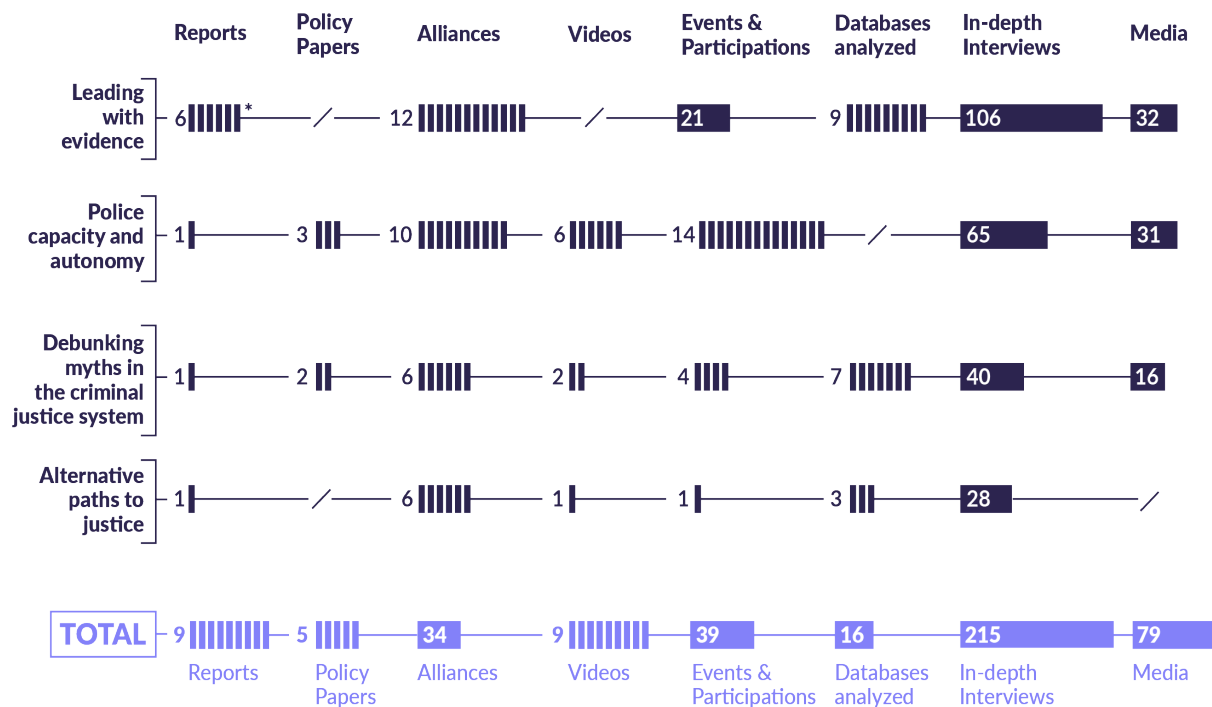 Reports Policy Papers Alliances Videos Events & Participations Databases analyzed In-depth Interviews Media
Leading
with
evidence
6 * / 12 / 21 9 106 32
Police
capacity and
autonomy
1 3 10 6 14 / 65 31
Debunking
myths in
the criminal
justice system
1 2 6 2 4 7 40 16
Alternative
paths to
justice
1 / 6 1 1 3 28 /
TOTAL 9 5 34 9 39 16 215 79
Reports Policy Papers Alliances Videos Events & Participations Databases analyzed In-depth Interviews Media